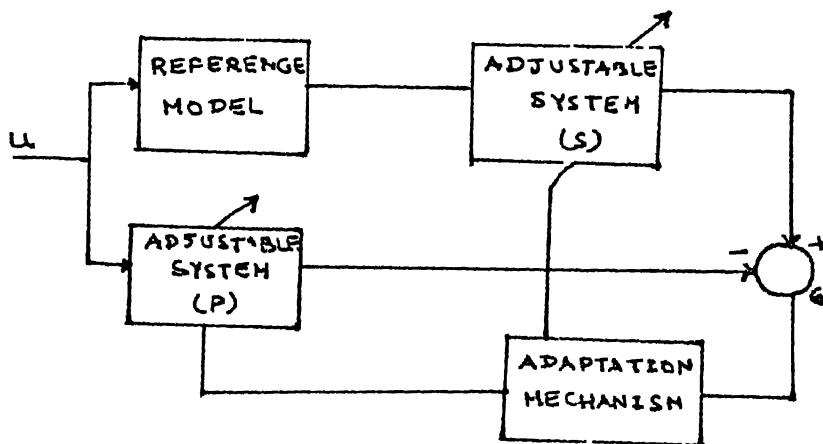 REFERENCE
MODEL
ADJUSTABLE
SYSTEM
(S)
u
ADJUSTABLE
SYSTEM
(P)
-
+
e
ADAPTATION
MECHANISM